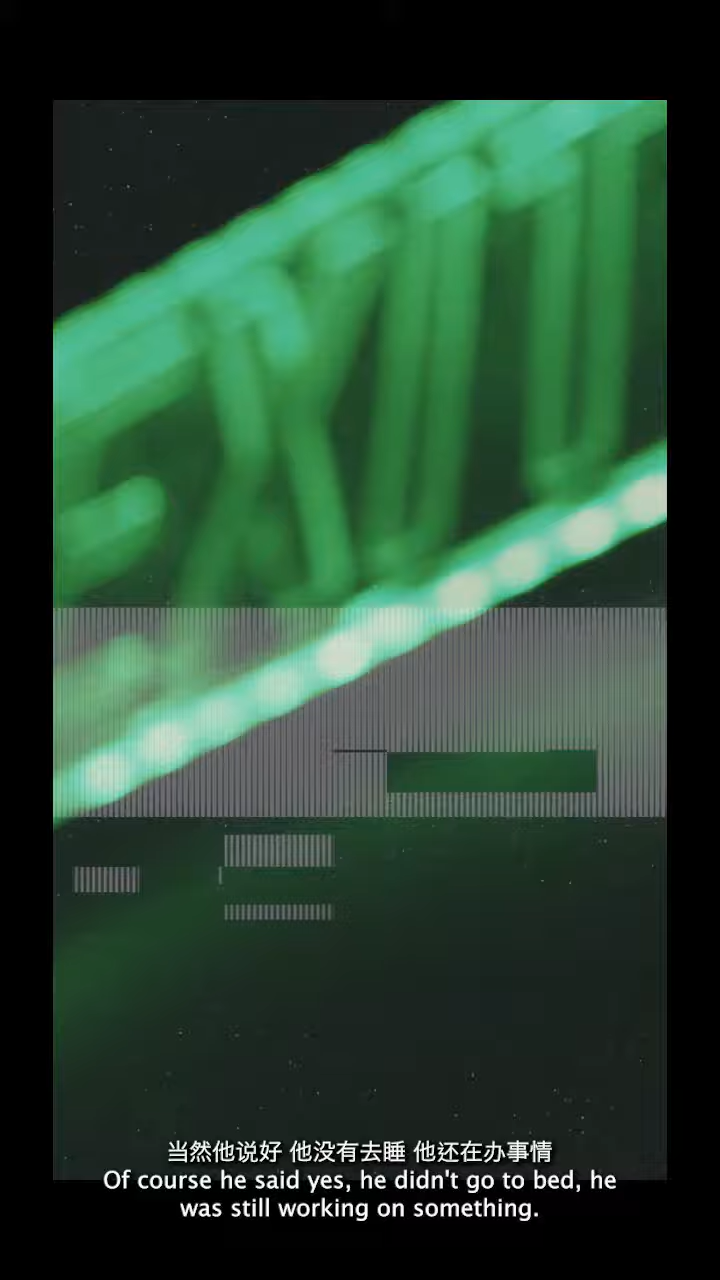 当然他说好 他没有去睡 他还在办事情
Of course he said yes, he didn't go to bed, he
was still working on something.